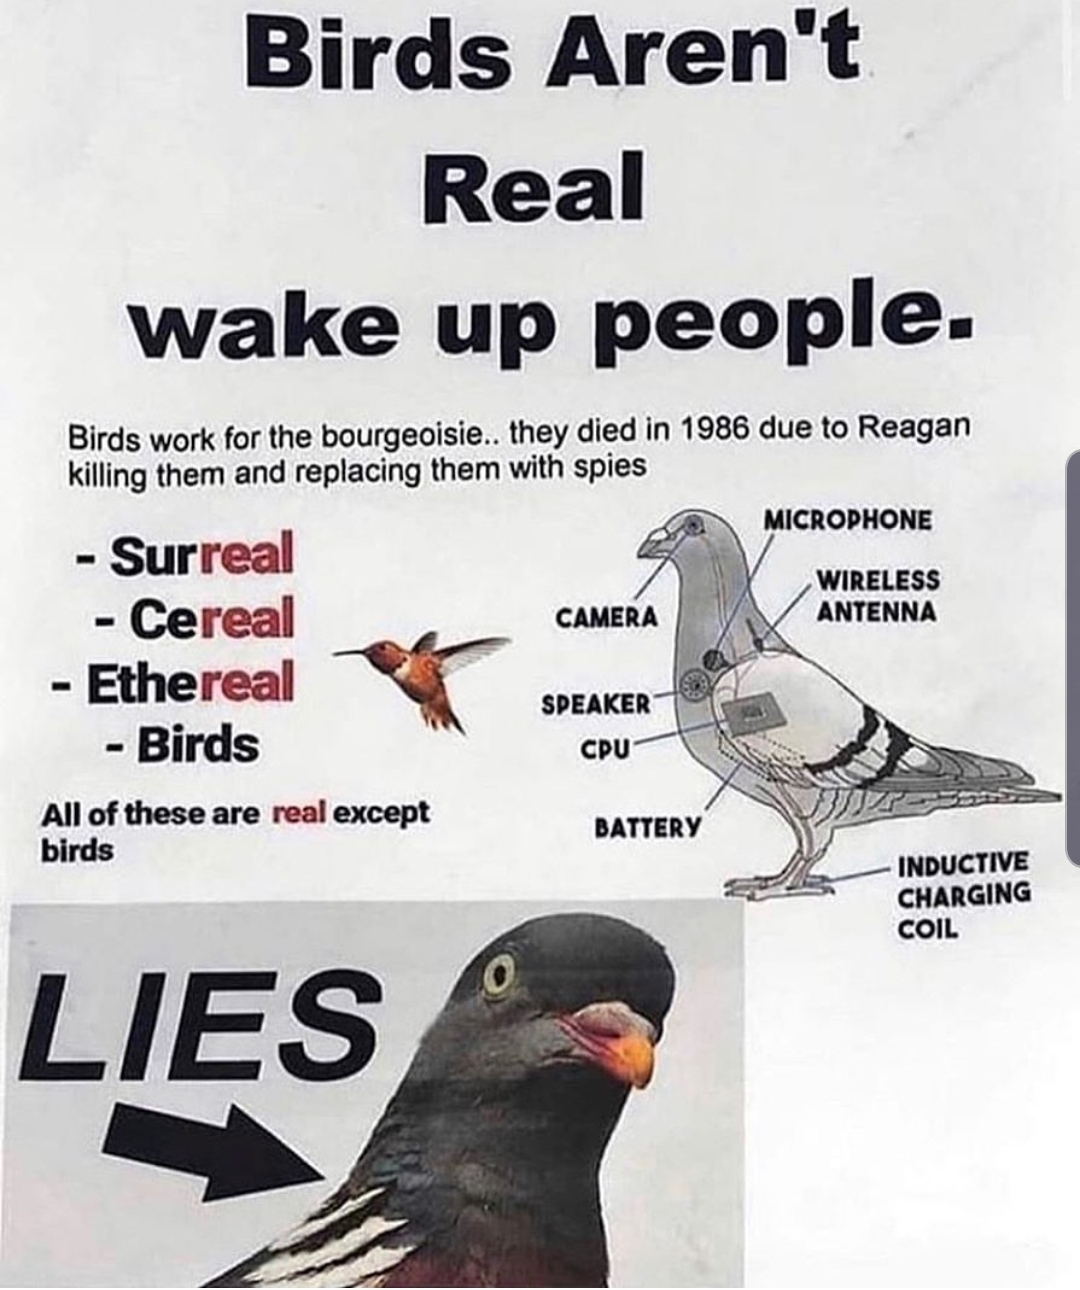 Birds Aren't
Real
wake up people.
Birds work for the bourgeoisie.. they died in 1986 due to Reagan
killing them and replacing them with spies
- Surreal
- Cereal
- Ethereal
- Birds
All of these are real except
birds
MICROPHONE
WIRELESS
ANTENNA
CAMERA
SPEAKER
CPU
BATTERY
INDUCTIVE
CHARGING
COIL
LIES